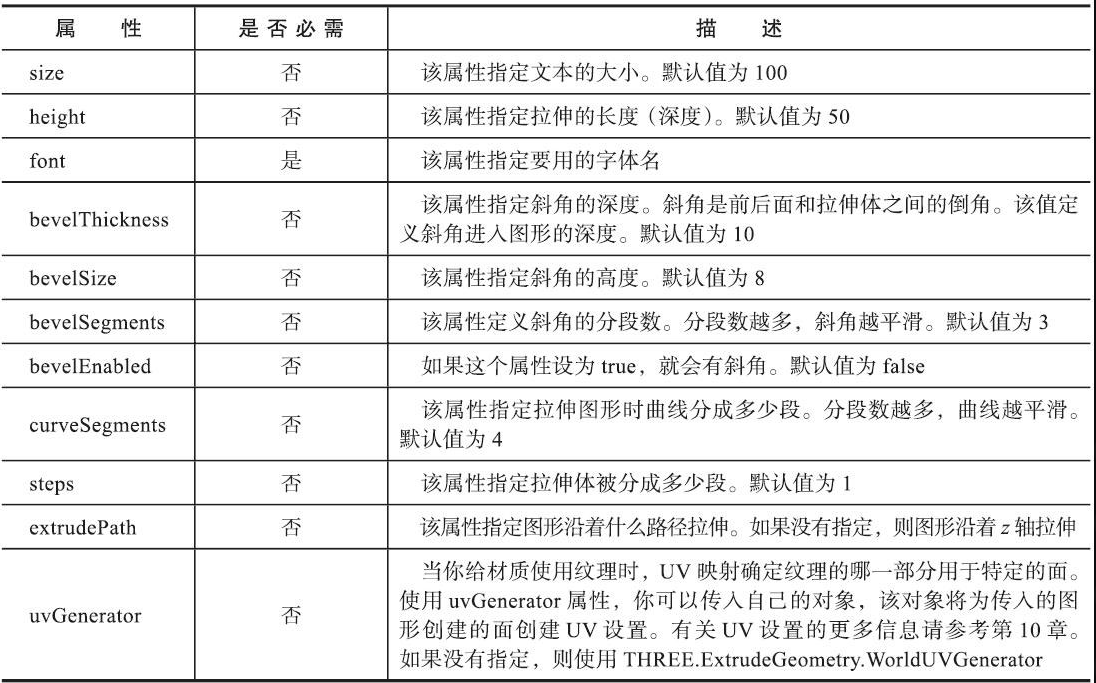 属 性 是否必需 描 述
size 否 该属性指定文本的大小。默认值为 100
height 否 该属性指定拉伸的长度（深度）。默认值为 50
font 是 该属性指定要用的字体名
bevelThickness 否 该属性指定斜角的深度。斜角是前后面和拉伸体之间的倒角。该值定
义斜角进入图形的深度。默认值为 10
bevelSize 否 该属性指定斜角的高度。默认值为 8
bevelSegments 否 该属性定义斜角的分段数。分段数越多，斜角越平滑。默认值为 3
bevelEnabled 否 如果这个属性设为 true，就会有斜角。默认值为 false
curveSegments 否 该属性指定拉伸图形时曲线分成多少段。分段数越多，曲线越平滑。
默认值为 4
steps 否 该属性指定拉伸体被分成多少段。默认值为 1
extrudePath 否 该属性指定图形沿着什么路径拉伸。如果没有指定，则图形沿着 z 轴拉伸
uvGenerator 否 当你给材质使用纹理时，UV 映射确定纹理的哪一部分用于特定的面。
使用 uvGenerator 属性，你可以传入自己的对象，该对象将为传入的图
形创建的面创建 UV 设置。有关 UV 设置的更多信息请参考第 10 章。
如果没有指定，则使用 THREE.ExtrudeGeometry.WorldUVGenerator